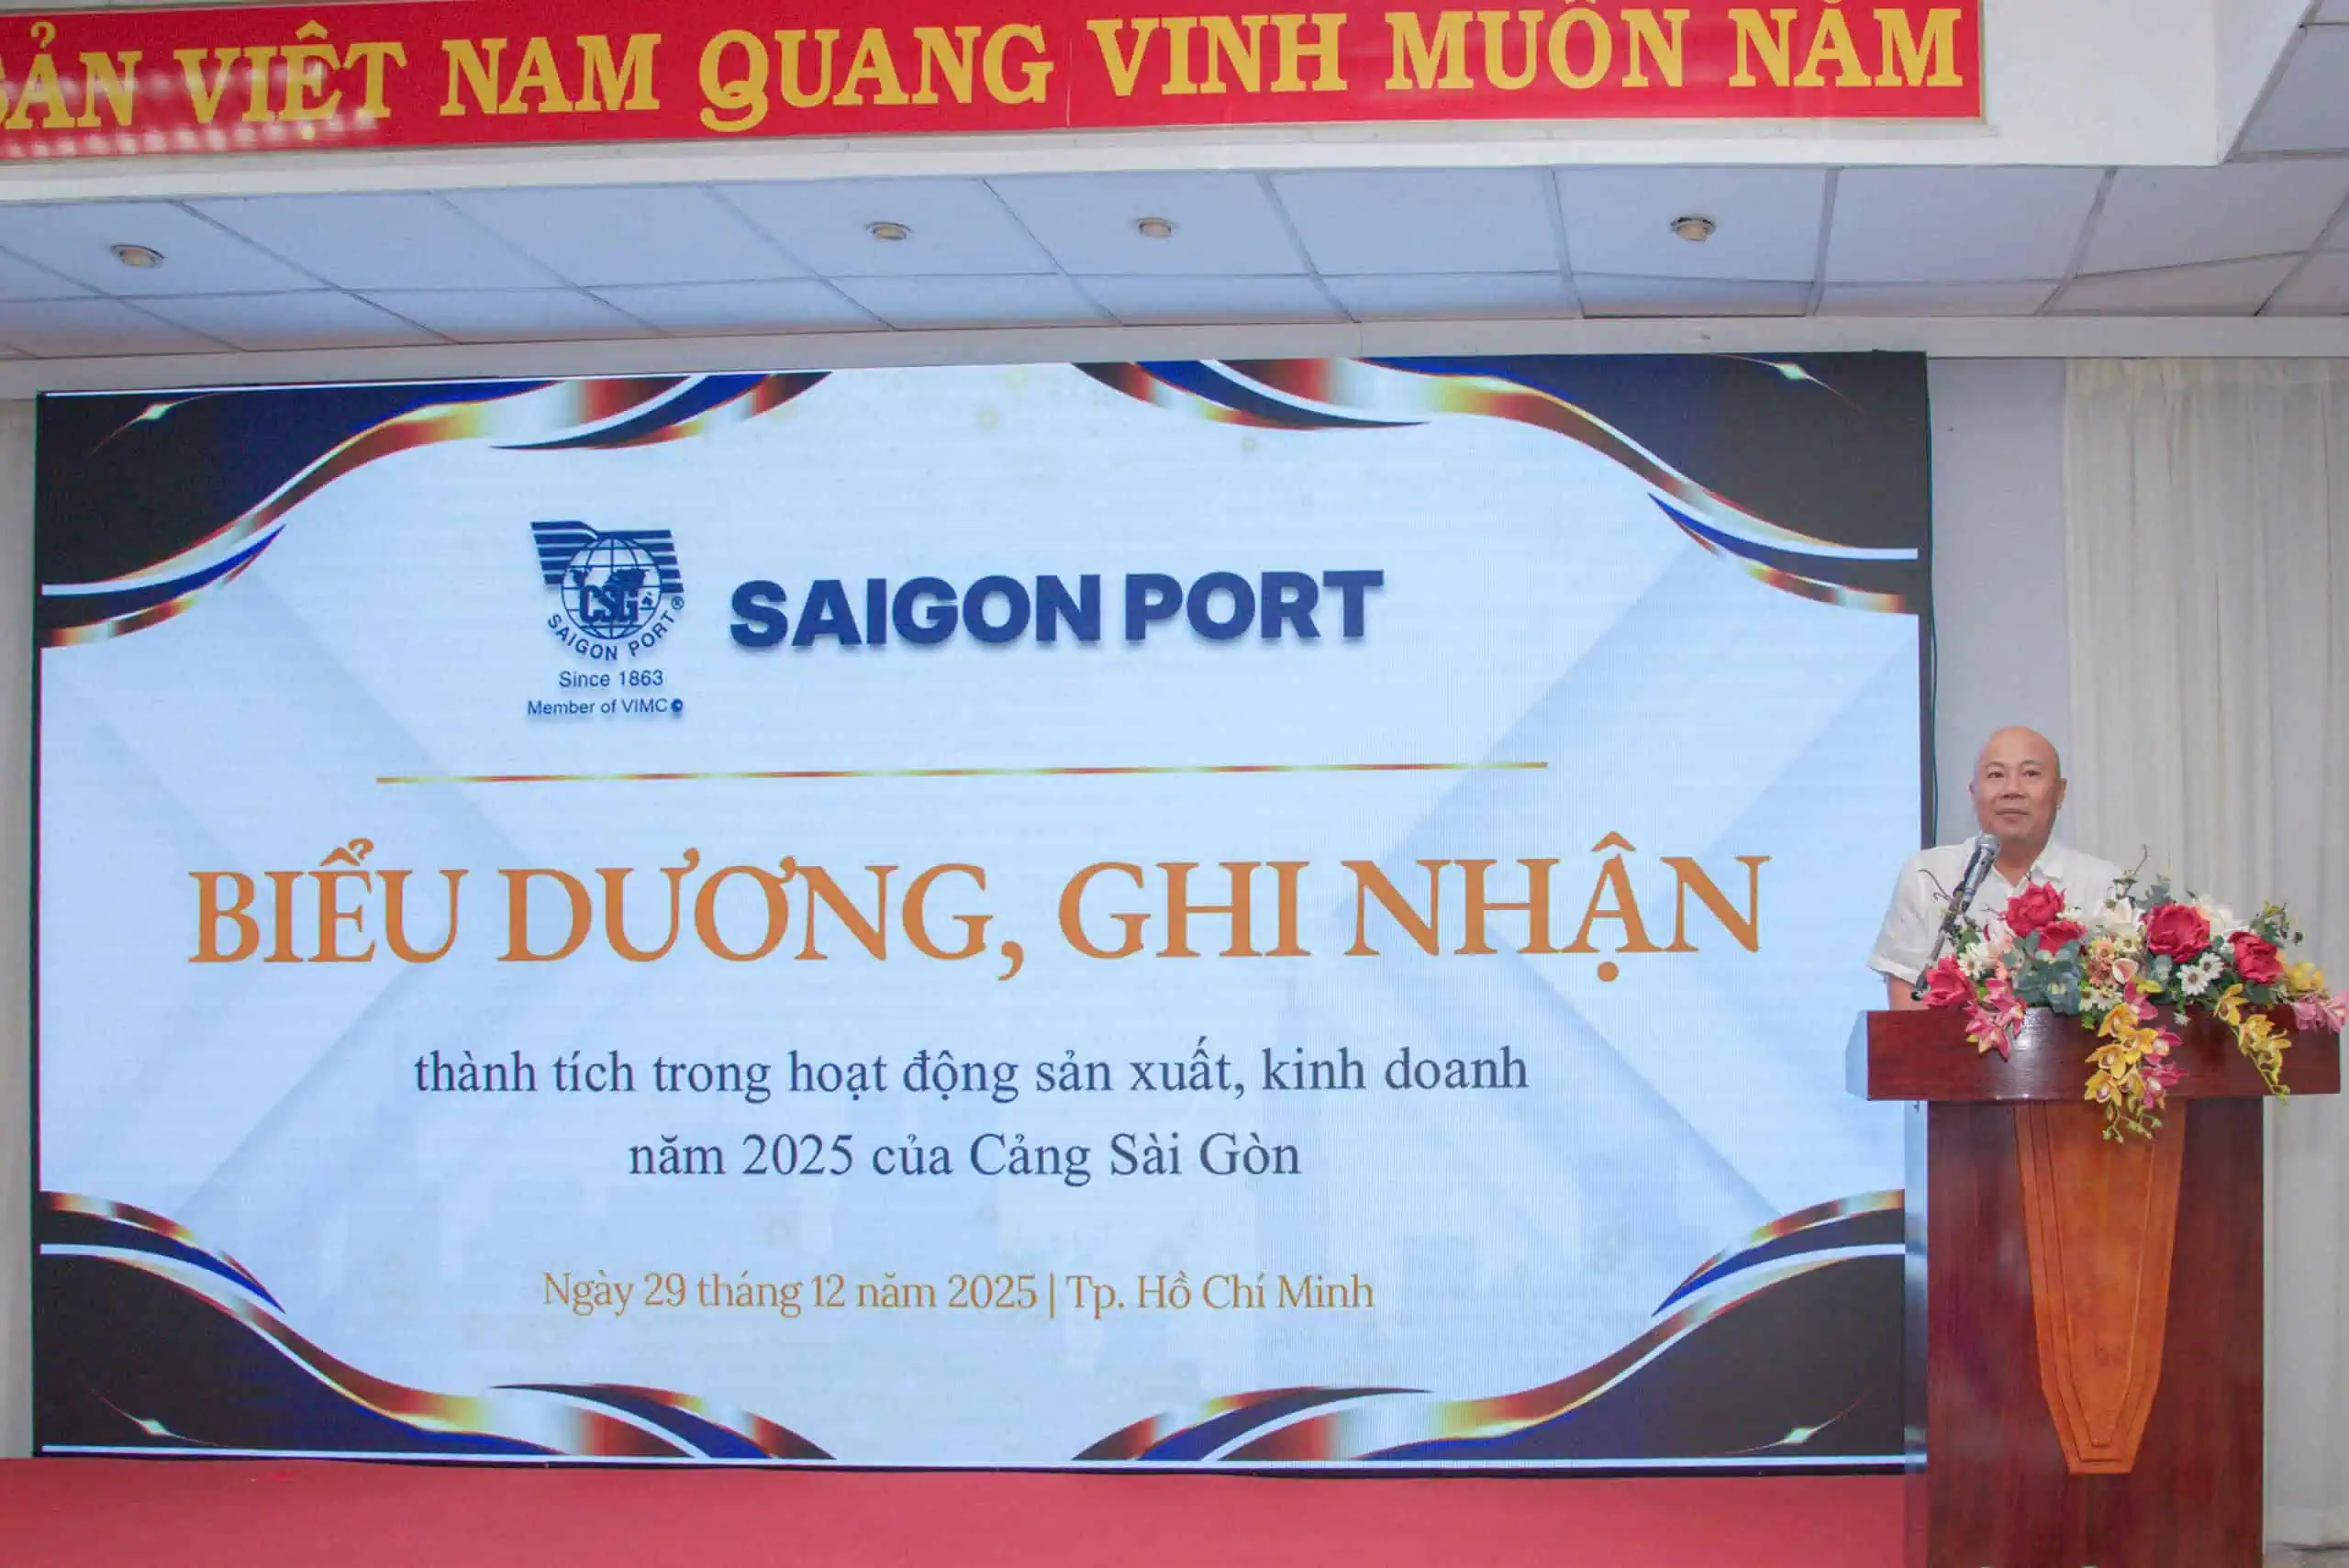 SẢN VIỆT NAM QUANG VINH MUÔN NĂM
CSG
SAIGON PORT®
Since 1863
Member of VIMC
SAIGON PORT
BIỂU DƯƠNG, GHI NHẬN
thành tích trong hoạt động sản xuất, kinh doanh
năm 2025 của Cảng Sài Gòn
Ngày 29 tháng 12 năm 2025 | Tp. Hồ Chí Minh